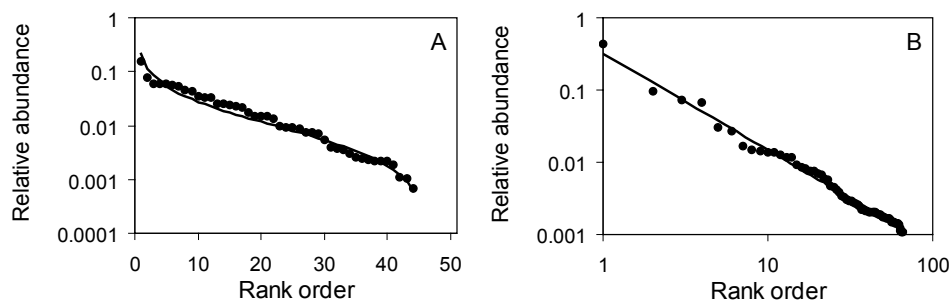 A
Relative abundance
1
0.1
0.01
0.001
0.0001
0 10 20 30 40 50
Rank order
B
Relative abundance
1
0.1
0.01
0.001
1 10 100
Rank order